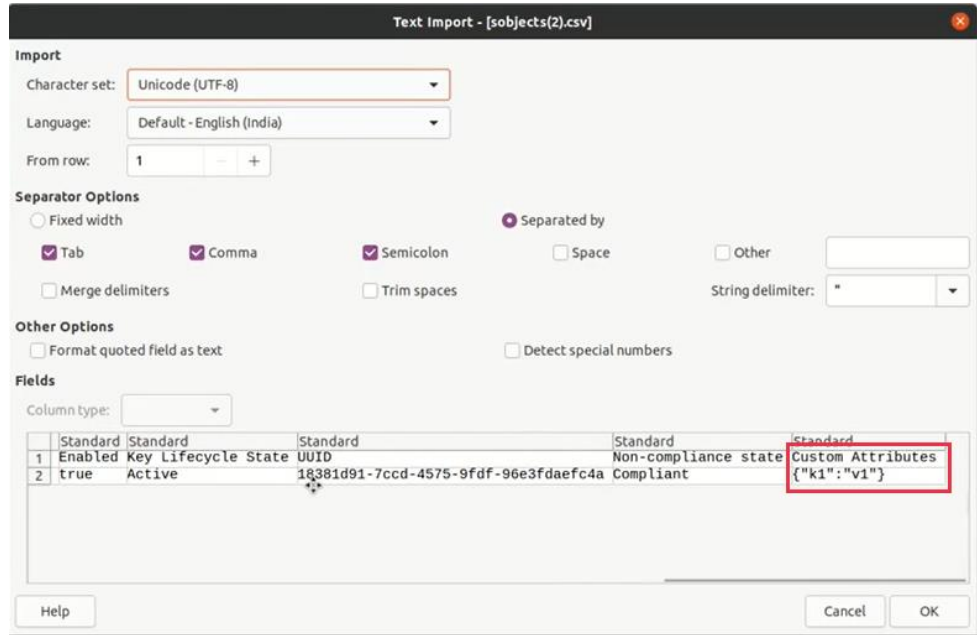 Text Import - [sobjects(2).csv]
Import
Character set: Unicode (UTF-8)
Language: Default - English (India)
From row: 1
Separator Options
Fixed width Separated by
Tab Comma Semicolon Space Other
Merge delimiters Trim spaces String delimiter: "
Other Options
Format quoted field as text Detect special numbers
Fields
Column type:
Standard Standard Standard Standard Standard
1 Enabled Key Lifecycle State UUID Non-compliance state Custom Attributes
2 true Active 18381d91-7ccd-4575-9fdf-96e3fdaefc4a Compliant {"k1":"v1"}
Help Cancel OK